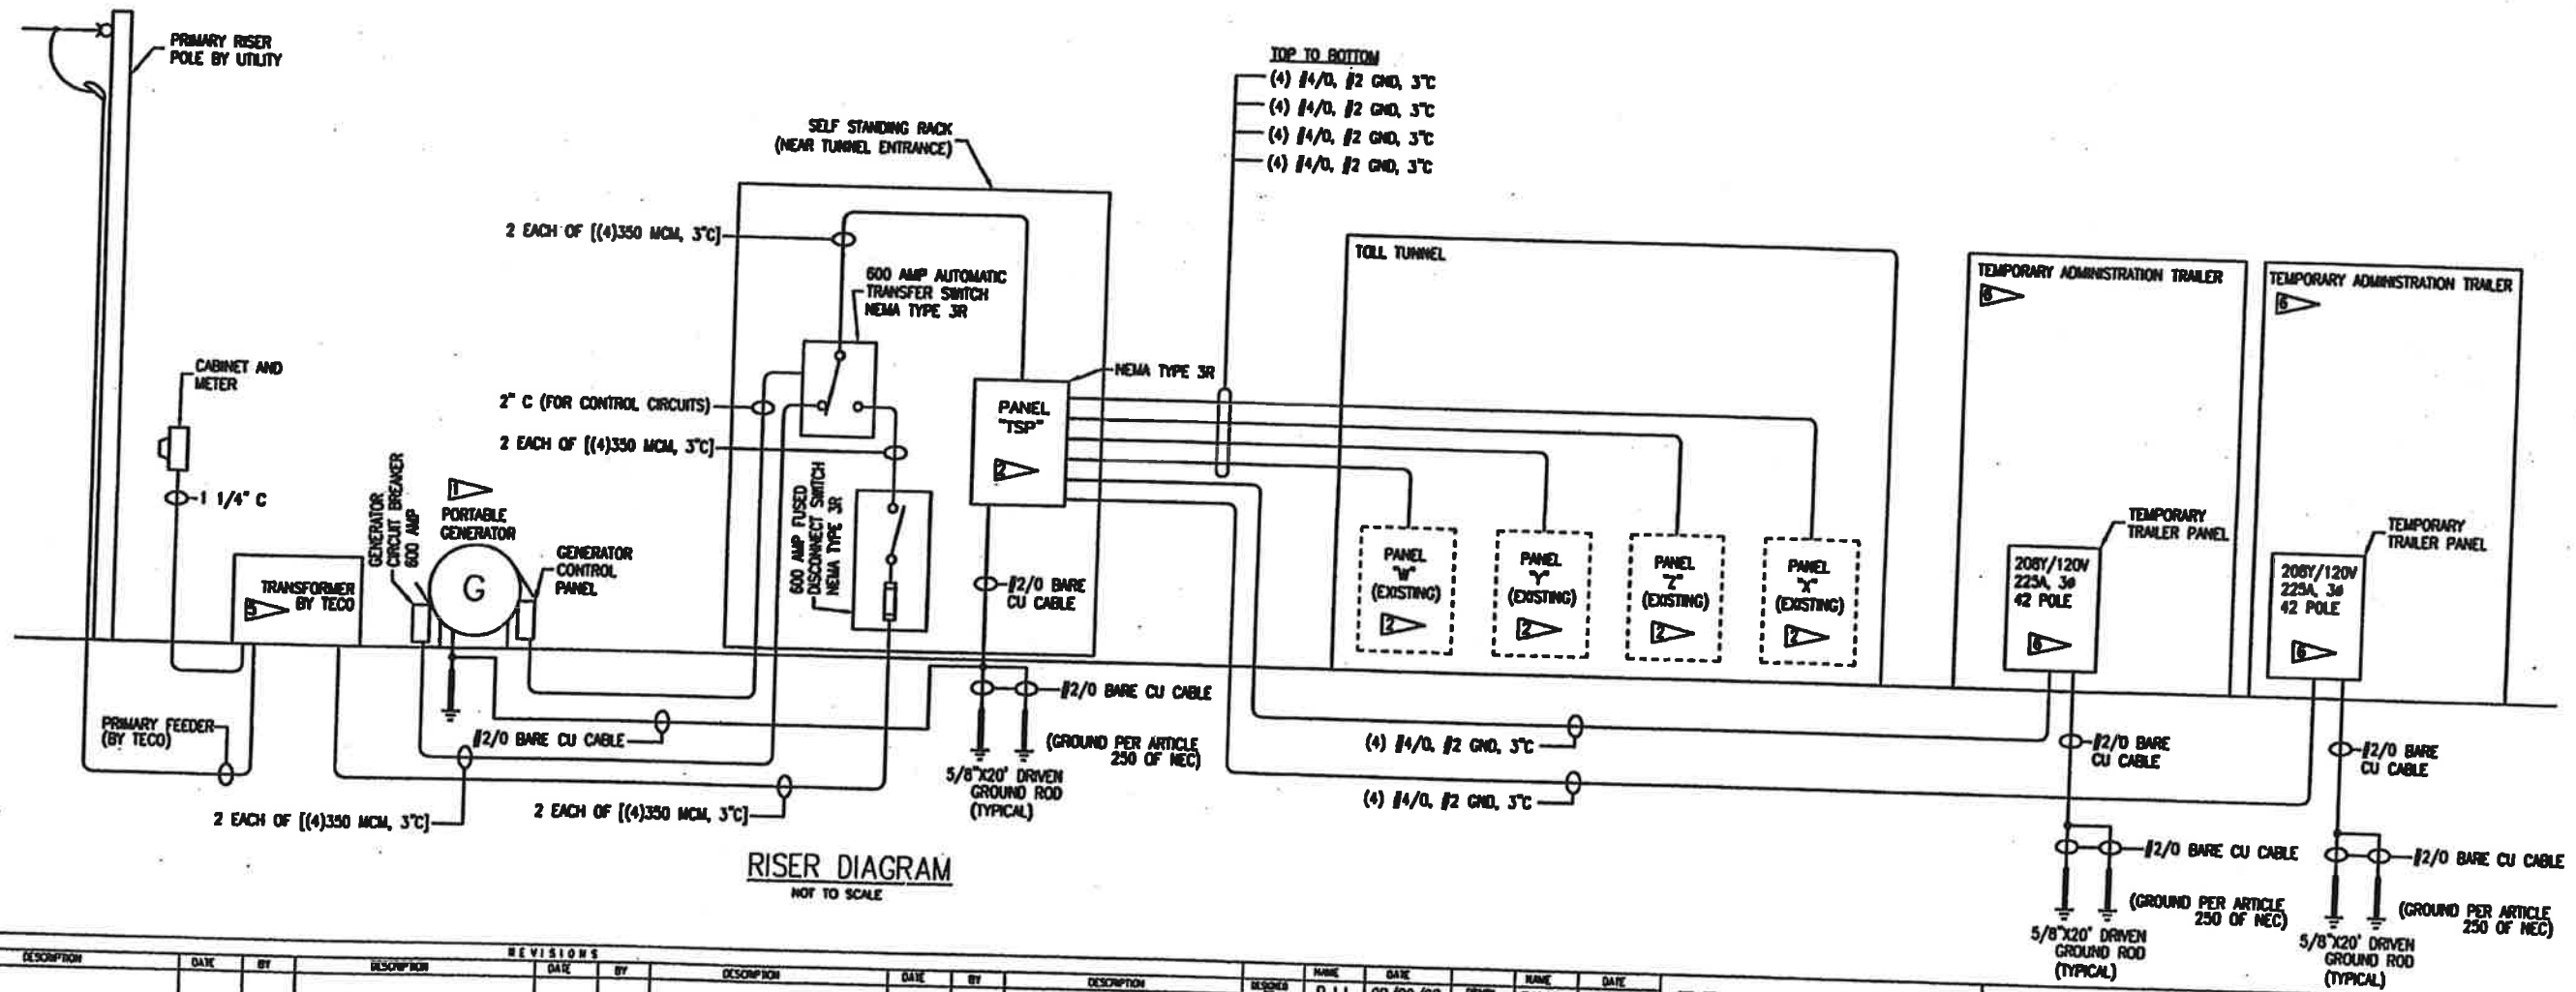 PRIMARY RISER
POLE BY UTILITY
TOP TO BOTTOM
(4) #4/0, #2 GND, 3"C
(4) #4/0, #2 GND, 3"C
(4) #4/0, #2 GND, 3"C
(4) #4/0, #2 GND, 3"C
SELF STANDING RACK
(NEAR TUNNEL ENTRANCE)
2 EACH OF [(4)350 MCM, 3"C]
600 AMP AUTOMATIC
TRANSFER SWITCH
NEMA TYPE 3R
TOLL TUNNEL
TEMPORARY ADMINISTRATION TRAILER
6
TEMPORARY ADMINISTRATION TRAILER
6
CABINET AND
METER
NEMA TYPE 3R
2" C (FOR CONTROL CIRCUITS)
PANEL
"TSP"
2
2 EACH OF [(4)350 MCM, 3"C]
1 1/4" C
GENERATOR
CIRCUIT BREAKER
600 AMP
1
PORTABLE
GENERATOR
G
GENERATOR
CONTROL
PANEL
600 AMP FUSED
DISCONNECT SWITCH
NEMA TYPE 3R
TRANSFORMER
BY TECO
5
#2/0 BARE
CU CABLE
PANEL
"W"
(EXISTING)
2
PANEL
"Y"
(EXISTING)
2
PANEL
"Z"
(EXISTING)
2
PANEL
"X"
(EXISTING)
2
TEMPORARY
TRAILER PANEL
208Y/120V
225A, 3ø
42 POLE
6
TEMPORARY
TRAILER PANEL
208Y/120V
225A, 3ø
42 POLE
6
#2/0 BARE CU CABLE
PRIMARY FEEDER
(BY TECO)
#2/0 BARE CU CABLE
(GROUND PER ARTICLE
250 OF NEC)
5/8"X20' DRIVEN
GROUND ROD
(TYPICAL)
(4) #4/0, #2 GND, 3"C
(4) #4/0, #2 GND, 3"C
#2/0 BARE
CU CABLE
#2/0 BARE
CU CABLE
2 EACH OF [(4)350 MCM, 3"C]
2 EACH OF [(4)350 MCM, 3"C]
#2/0 BARE CU CABLE
(GROUND PER ARTICLE
250 OF NEC)
5/8"X20' DRIVEN
GROUND ROD
(TYPICAL)
#2/0 BARE CU CABLE
(GROUND PER ARTICLE
250 OF NEC)
5/8"X20' DRIVEN
GROUND ROD
(TYPICAL)
RISER DIAGRAM
NOT TO SCALE
REVISIONS
DESCRIPTION DATE BY DESCRIPTION DATE BY DESCRIPTION DATE BY DESCRIPTION
NAME DATE NAME DATE
DESIGNED